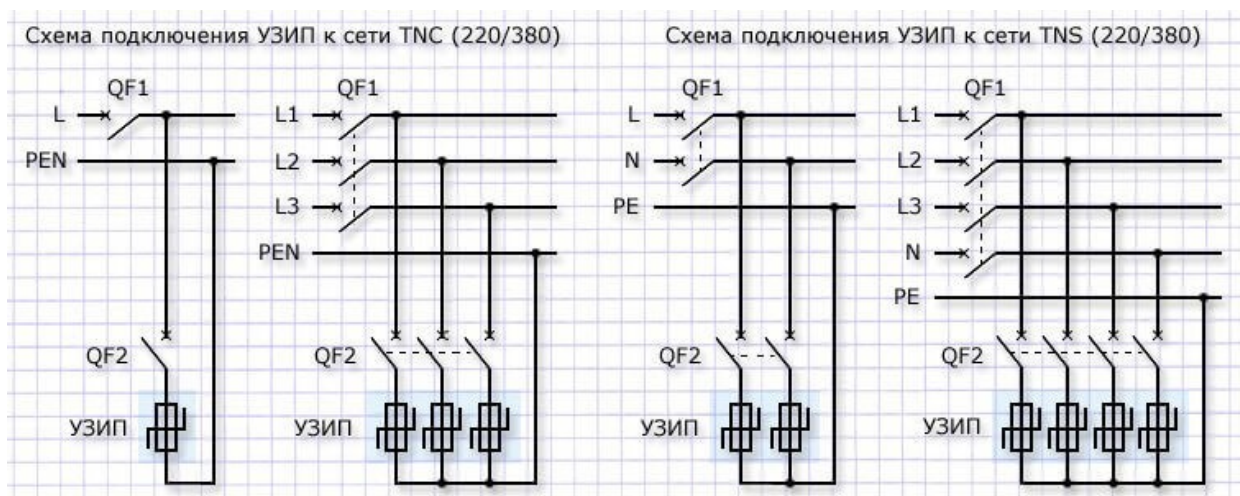 Схема подключения УЗИП к сети TNC (220/380)
Схема подключения УЗИП к сети TNS (220/380)
QF1
L
PEN
QF2
УЗИП
QF1
L1
L2
L3
PEN
QF2
УЗИП
QF1
L
N
PE
QF2
УЗИП
QF1
L1
L2
L3
N
PE
QF2
УЗИП